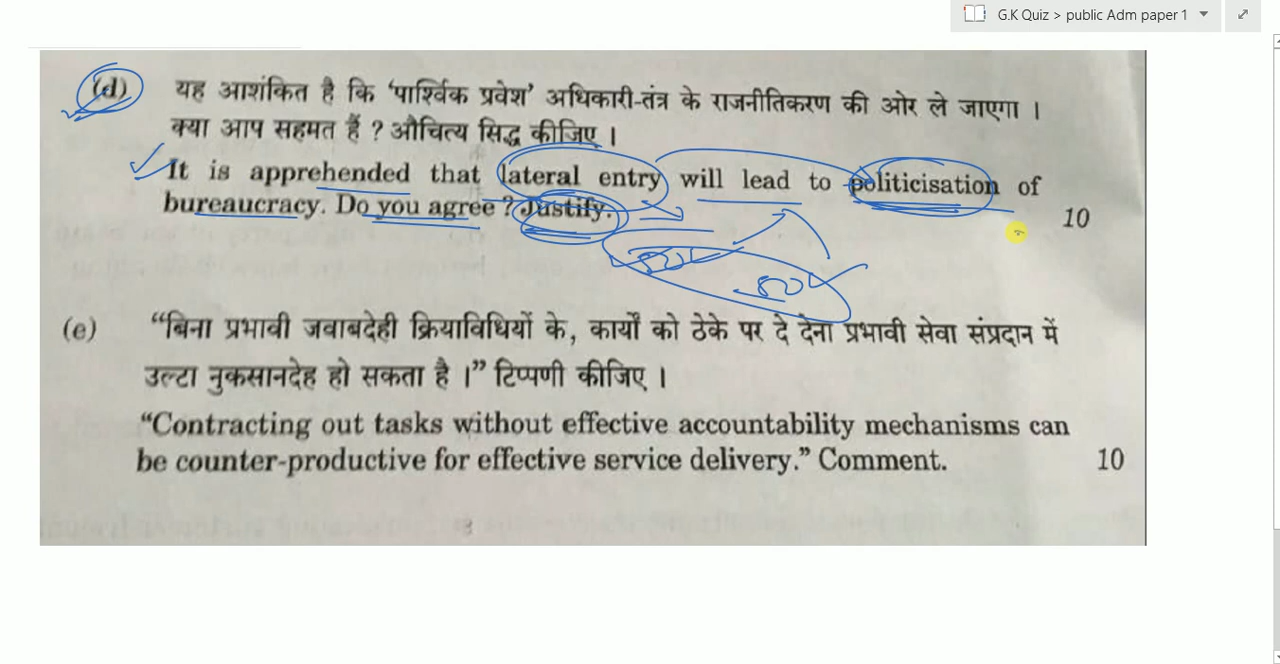 G.K Quiz > public Adm paper 1
(d) यह आशंकित है कि 'पार्श्विक प्रवेश' अधिकारी-तंत्र के राजनीतिकरण की ओर ले जाएगा ।
क्या आप सहमत हैं ? औचित्य सिद्ध कीजिए ।
It is apprehended that lateral entry will lead to politicisation of
bureaucracy. Do you agree ? Justify. 10
(e) “बिना प्रभावी जवाबदेही क्रियाविधियों के, कार्यों को ठेके पर दे देना प्रभावी सेवा संप्रदान में
उल्टा नुकसानदेह हो सकता है ।” टिप्पणी कीजिए ।
“Contracting out tasks without effective accountability mechanisms can
be counter-productive for effective service delivery.” Comment. 10